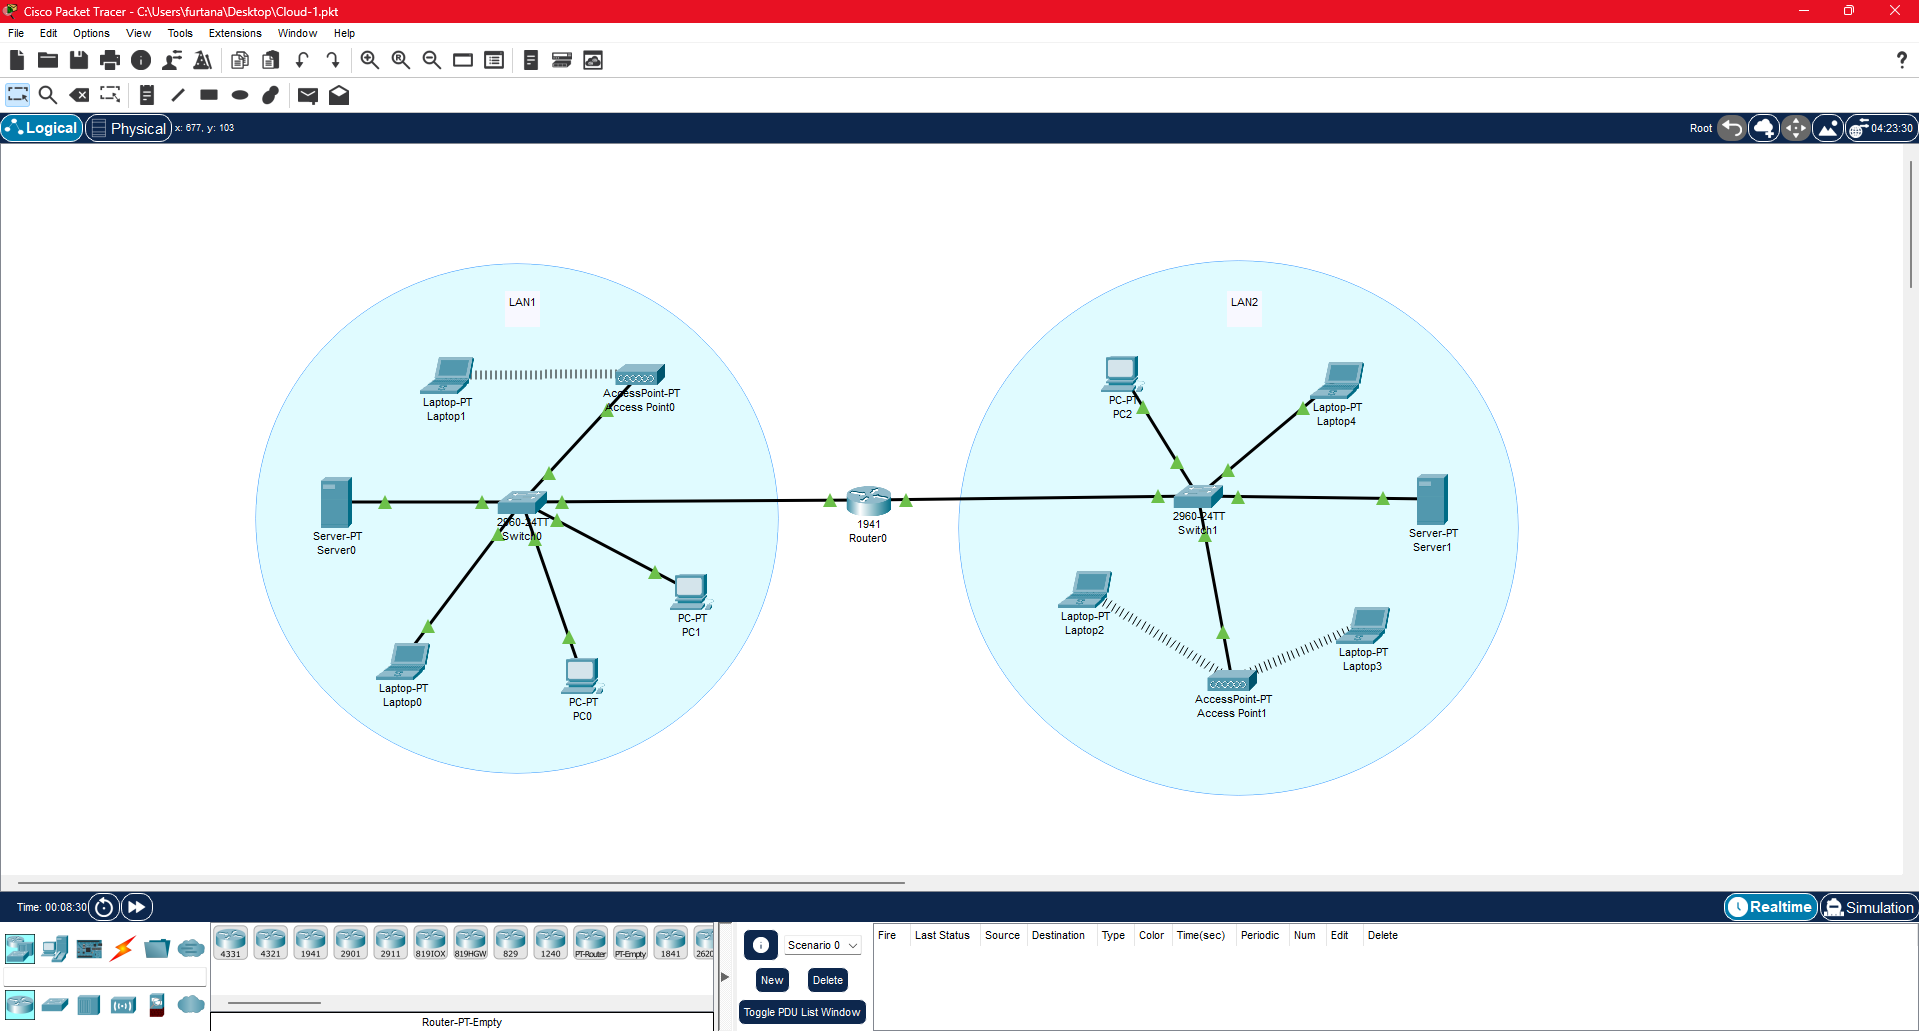 Cisco Packet Tracer - C:\Users\furtana\Desktop\Cloud-1.pkt
File Edit Options View Tools Extensions Window Help
?
Logical Physical x: 677, y: 103 Root 04:23:30
LAN1
LAN2
Laptop-PT
Laptop1
AccessPoint-PT
Access Point0
PC-PT
PC2
Laptop-PT
Laptop4
Server-PT
Server0
2960-24TT
Switch0
1941
Router0
2960-24TT
Switch1
Server-PT
Server1
PC-PT
PC1
Laptop-PT
Laptop2
Laptop-PT
Laptop3
Laptop-PT
Laptop0
PC-PT
PC0
AccessPoint-PT
Access Point1
Time: 00:08:30 Realtime Simulation
4331 4321 1941 2901 2911 819IOX 819HGW 829 1240 PT-Router PT-Empty 1841 262
Router-PT-Empty
Scenario 0
New Delete
Toggle PDU List Window
Fire Last Status Source Destination Type Color Time(sec) Periodic Num Edit Delete